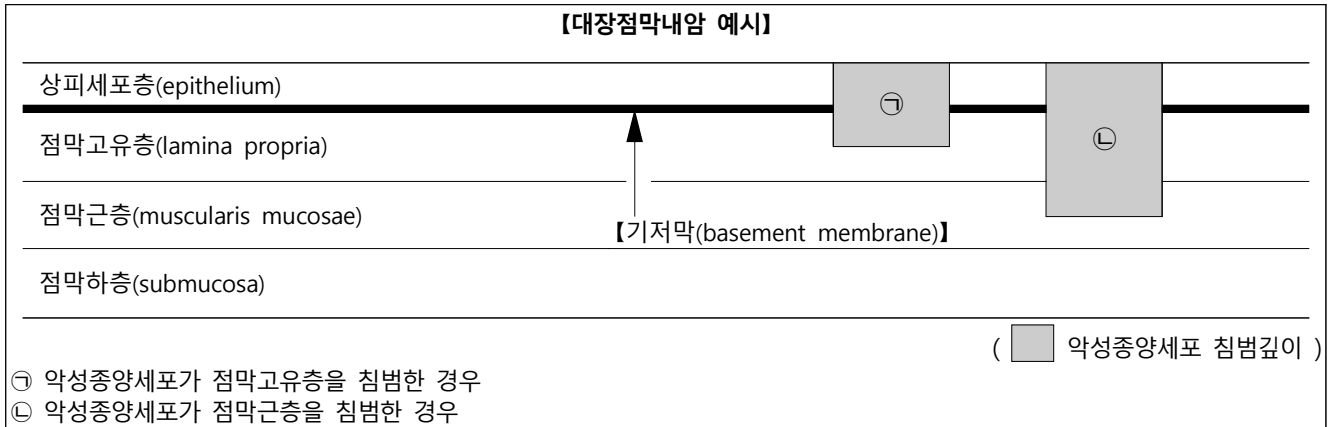 【대장점막내암 예시】
상피세포층(epithelium)
㉠
점막고유층(lamina propria)
㉡
점막근층(muscularis mucosae)
【기저막(basement membrane)】
점막하층(submucosa)
( 악성종양세포 침범깊이 )
㉠ 악성종양세포가 점막고유층을 침범한 경우
㉡ 악성종양세포가 점막근층을 침범한 경우